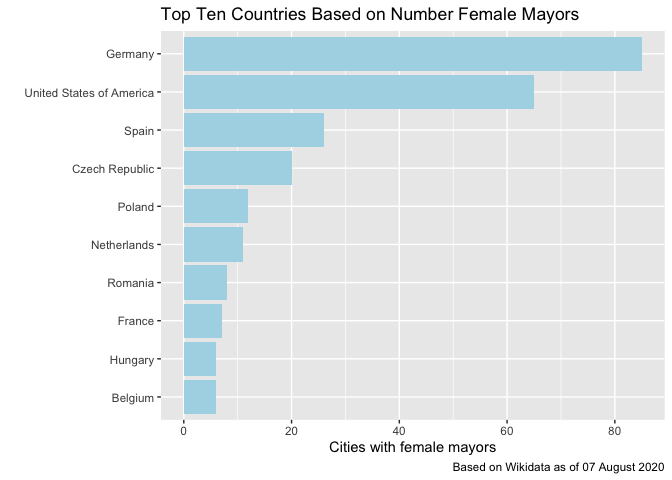 Top Ten Countries Based on Number Female Mayors
Germany
United States of America
Spain
Czech Republic
Poland
Netherlands
Romania
France
Hungary
Belgium
0 20 40 60 80
Cities with female mayors
Based on Wikidata as of 07 August 2020